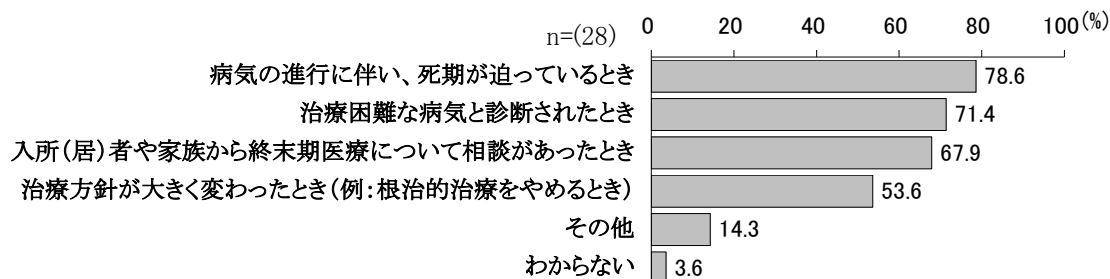 n=(28)
0 20 40 60 80 100(%)
病気の進行に伴い、死期が迫っているとき 78.6
治療困難な病気と診断されたとき 71.4
入所(居)者や家族から終末期医療について相談があったとき 67.9
治療方針が大きく変わったとき(例:根治的治療をやめるとき) 53.6
その他 14.3
わからない 3.6